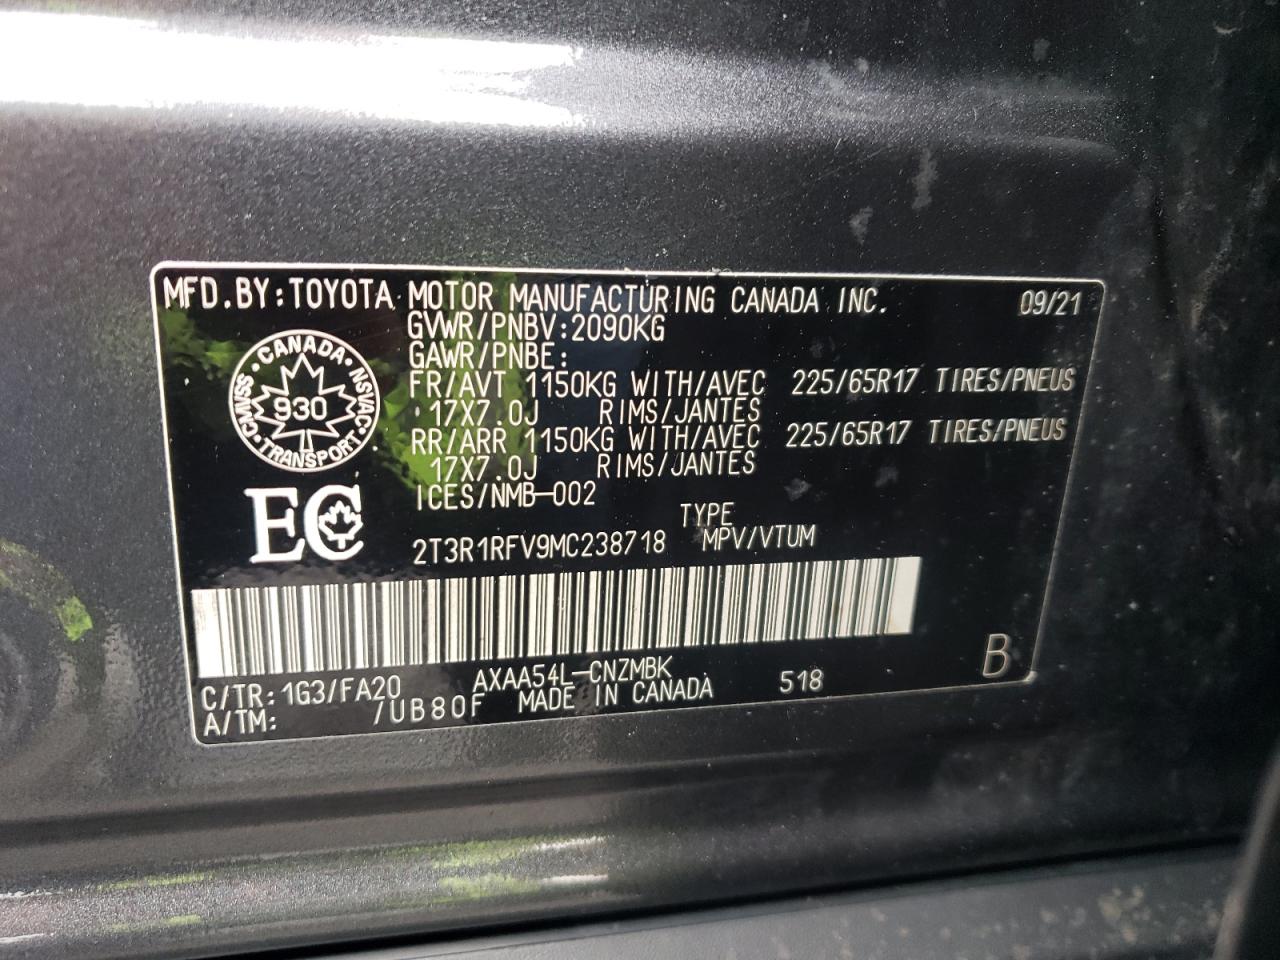 MFD.BY:TOYOTA MOTOR MANUFACTURING CANADA INC. 09/21
GVWR/PNBV:2090KG
GAWR/PNBE:
FR/AVT 1150KG WITH/AVEC 225/65R17 TIRES/PNEUS
17X7.0J RIMS/JANTES
RR/ARR 1150KG WITH/AVEC 225/65R17 TIRES/PNEUS
17X7.0J RIMS/JANTES
ICES/NMB-002
CANADA
CMVSS 930 NSVAC
TRANSPORT
EC
TYPE
2T3R1RFV9MC238718 MPV/VTUM
AXAA54L-CNZMBK
C/TR: 1G3/FA20 MADE IN CANADA 518 B
A/TM: /UB80F